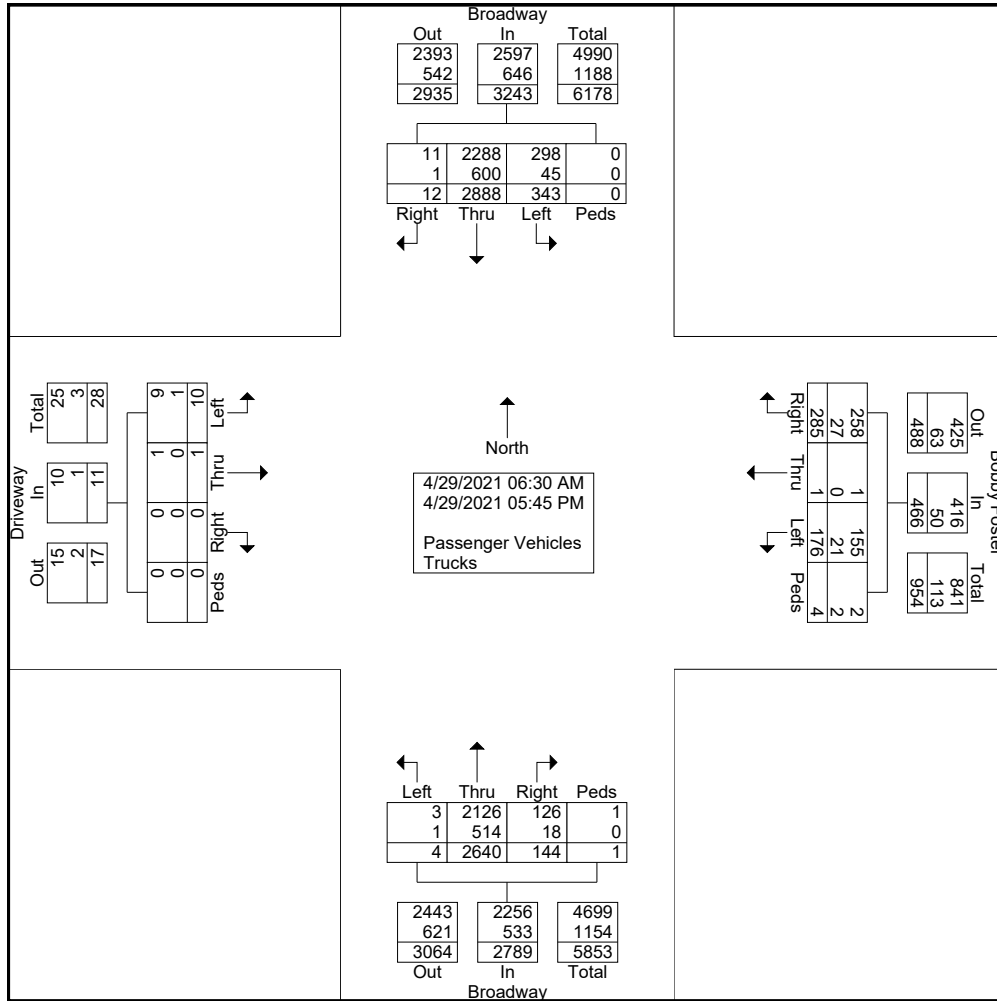 Broadway
Out In Total
2393 2597 4990
542 646 1188
2935 3243 6178
11 2288 298 0
1 600 45 0
12 2888 343 0
Right Thru Left Peds
Driveway
Total In Out
25 10 15
3 1 2
28 11 17
9 1 0 0
1 0 0 0
10 1 0 0
Left Thru Right Peds
North
4/29/2021 06:30 AM
4/29/2021 05:45 PM
Passenger Vehicles
Trucks
Right Thru Left Peds
285 1 176 4
27 0 21 2
258 1 155 2
Out In Total
425 416 841
63 50 113
488 466 954
Bobby Foster
Left Thru Right Peds
3 2126 126 1
1 514 18 0
4 2640 144 1
2443 2256 4699
621 533 1154
3064 2789 5853
Out In Total
Broadway